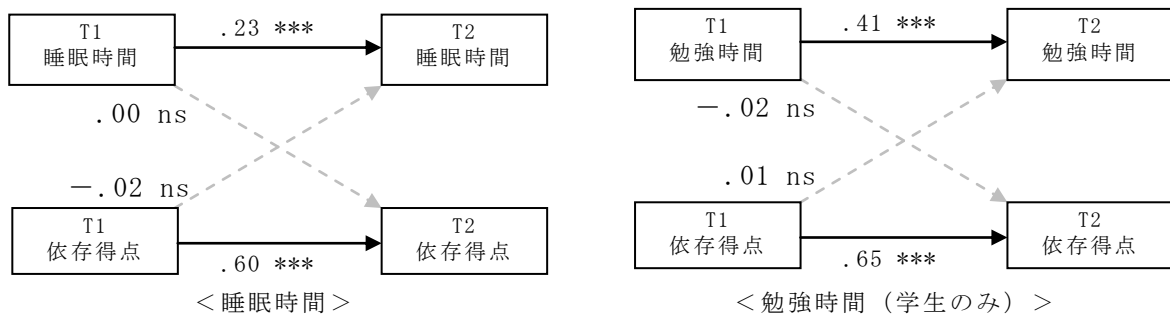 T1
睡眠時間
.23 ***
T2
睡眠時間
.00 ns
－.02 ns
T1
依存得点
.60 ***
T2
依存得点
＜睡眠時間＞
T1
勉強時間
.41 ***
T2
勉強時間
－.02 ns
.01 ns
T1
依存得点
.65 ***
T2
依存得点
＜勉強時間（学生のみ）＞